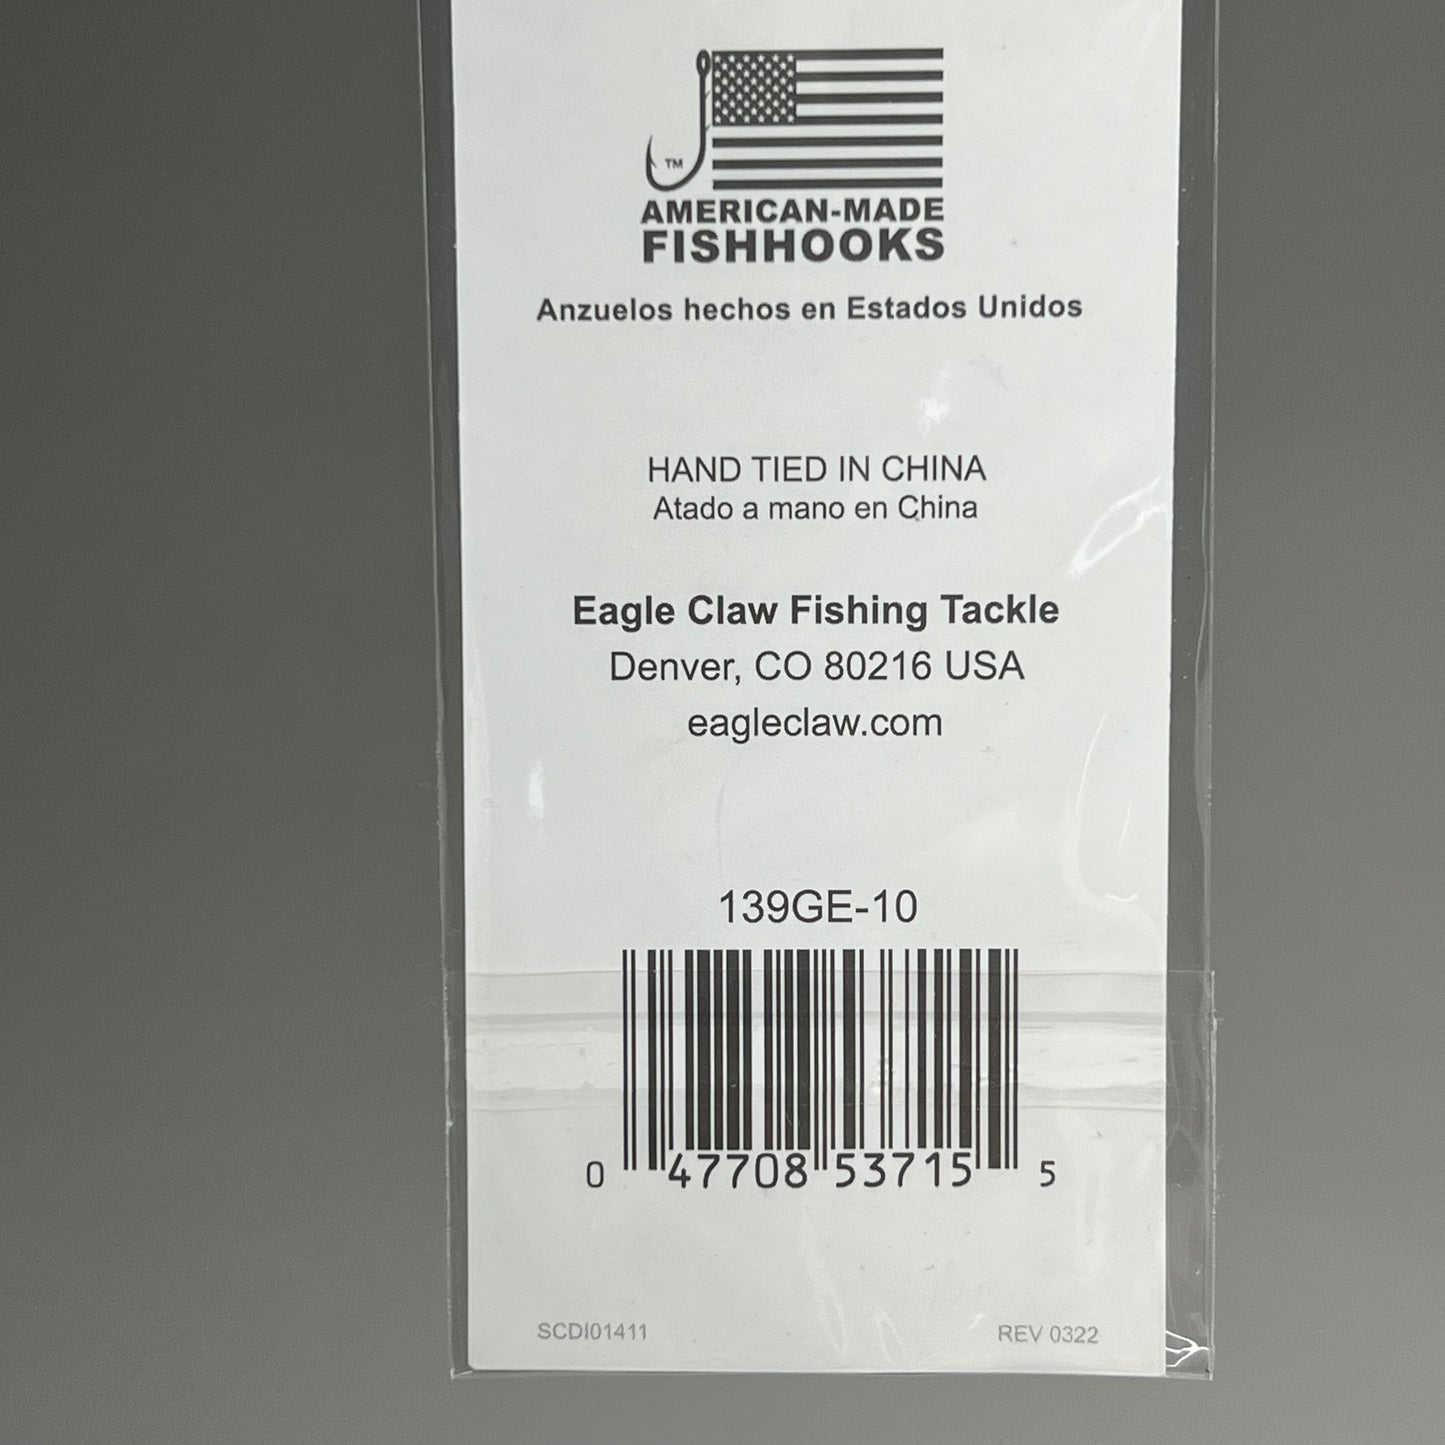 TM
AMERICAN-MADE
FISHHOOKS
Anzuelos hechos en Estados Unidos
HAND TIED IN CHINA
Atado a mano en China
Eagle Claw Fishing Tackle
Denver, CO 80216 USA
eagleclaw.com
139GE-10
0 47708 53715 5
SCDI01411
REV 0322